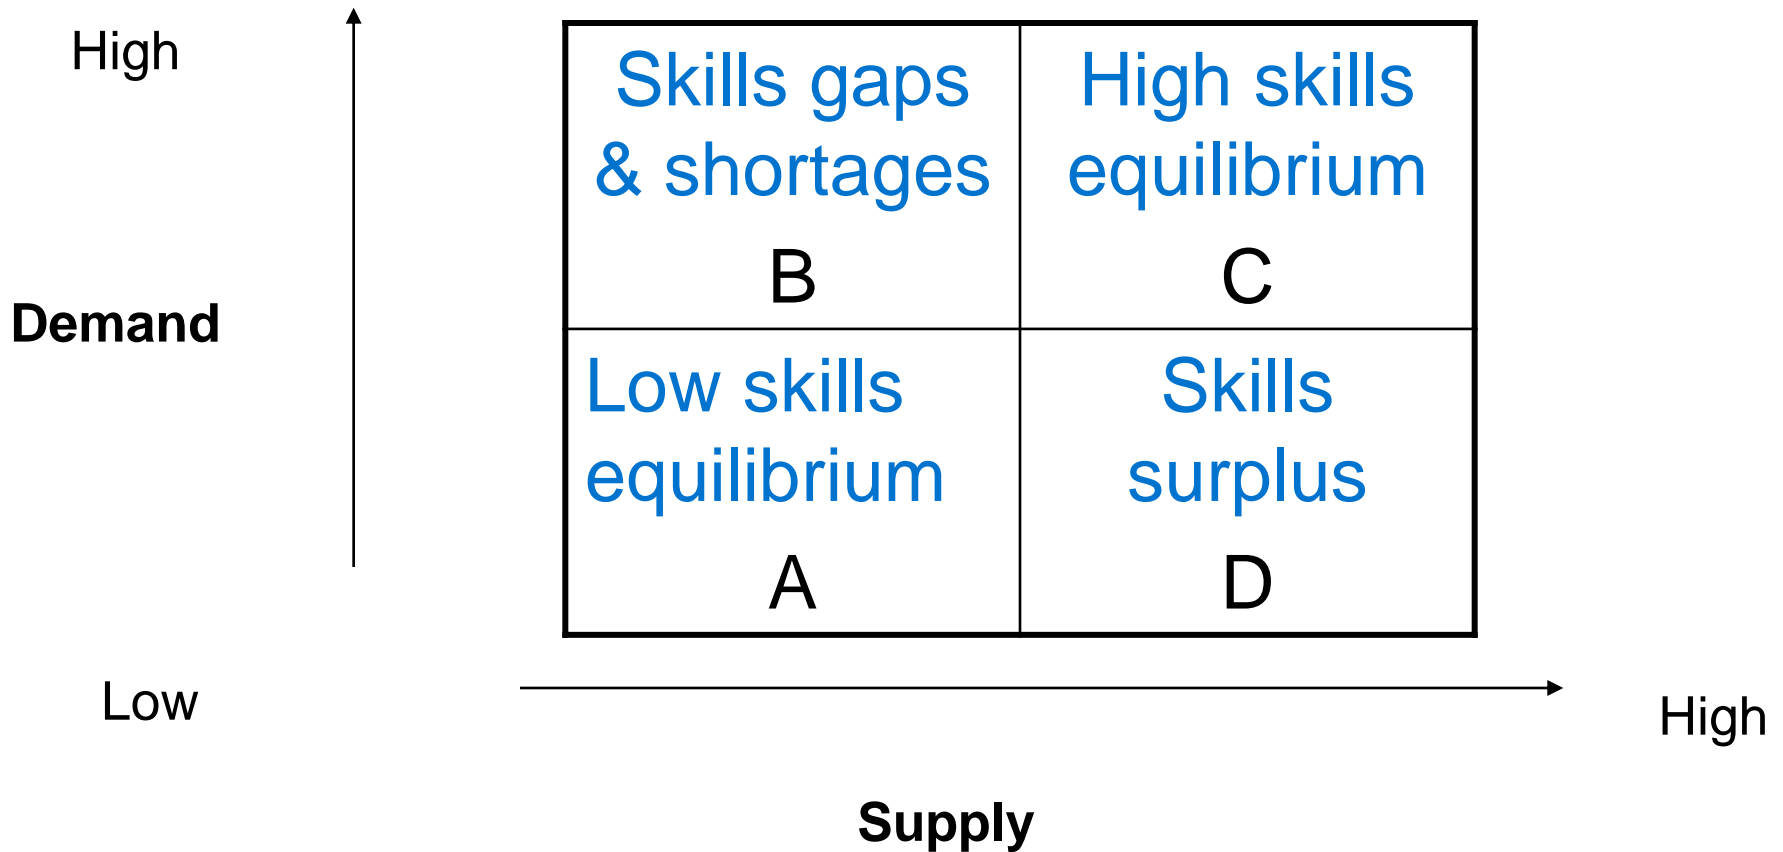 High
Skills gaps
& shortages
B
High skills
equilibrium
C
Demand
Low skills
equilibrium
A
Skills
surplus
D
Low
High
Supply